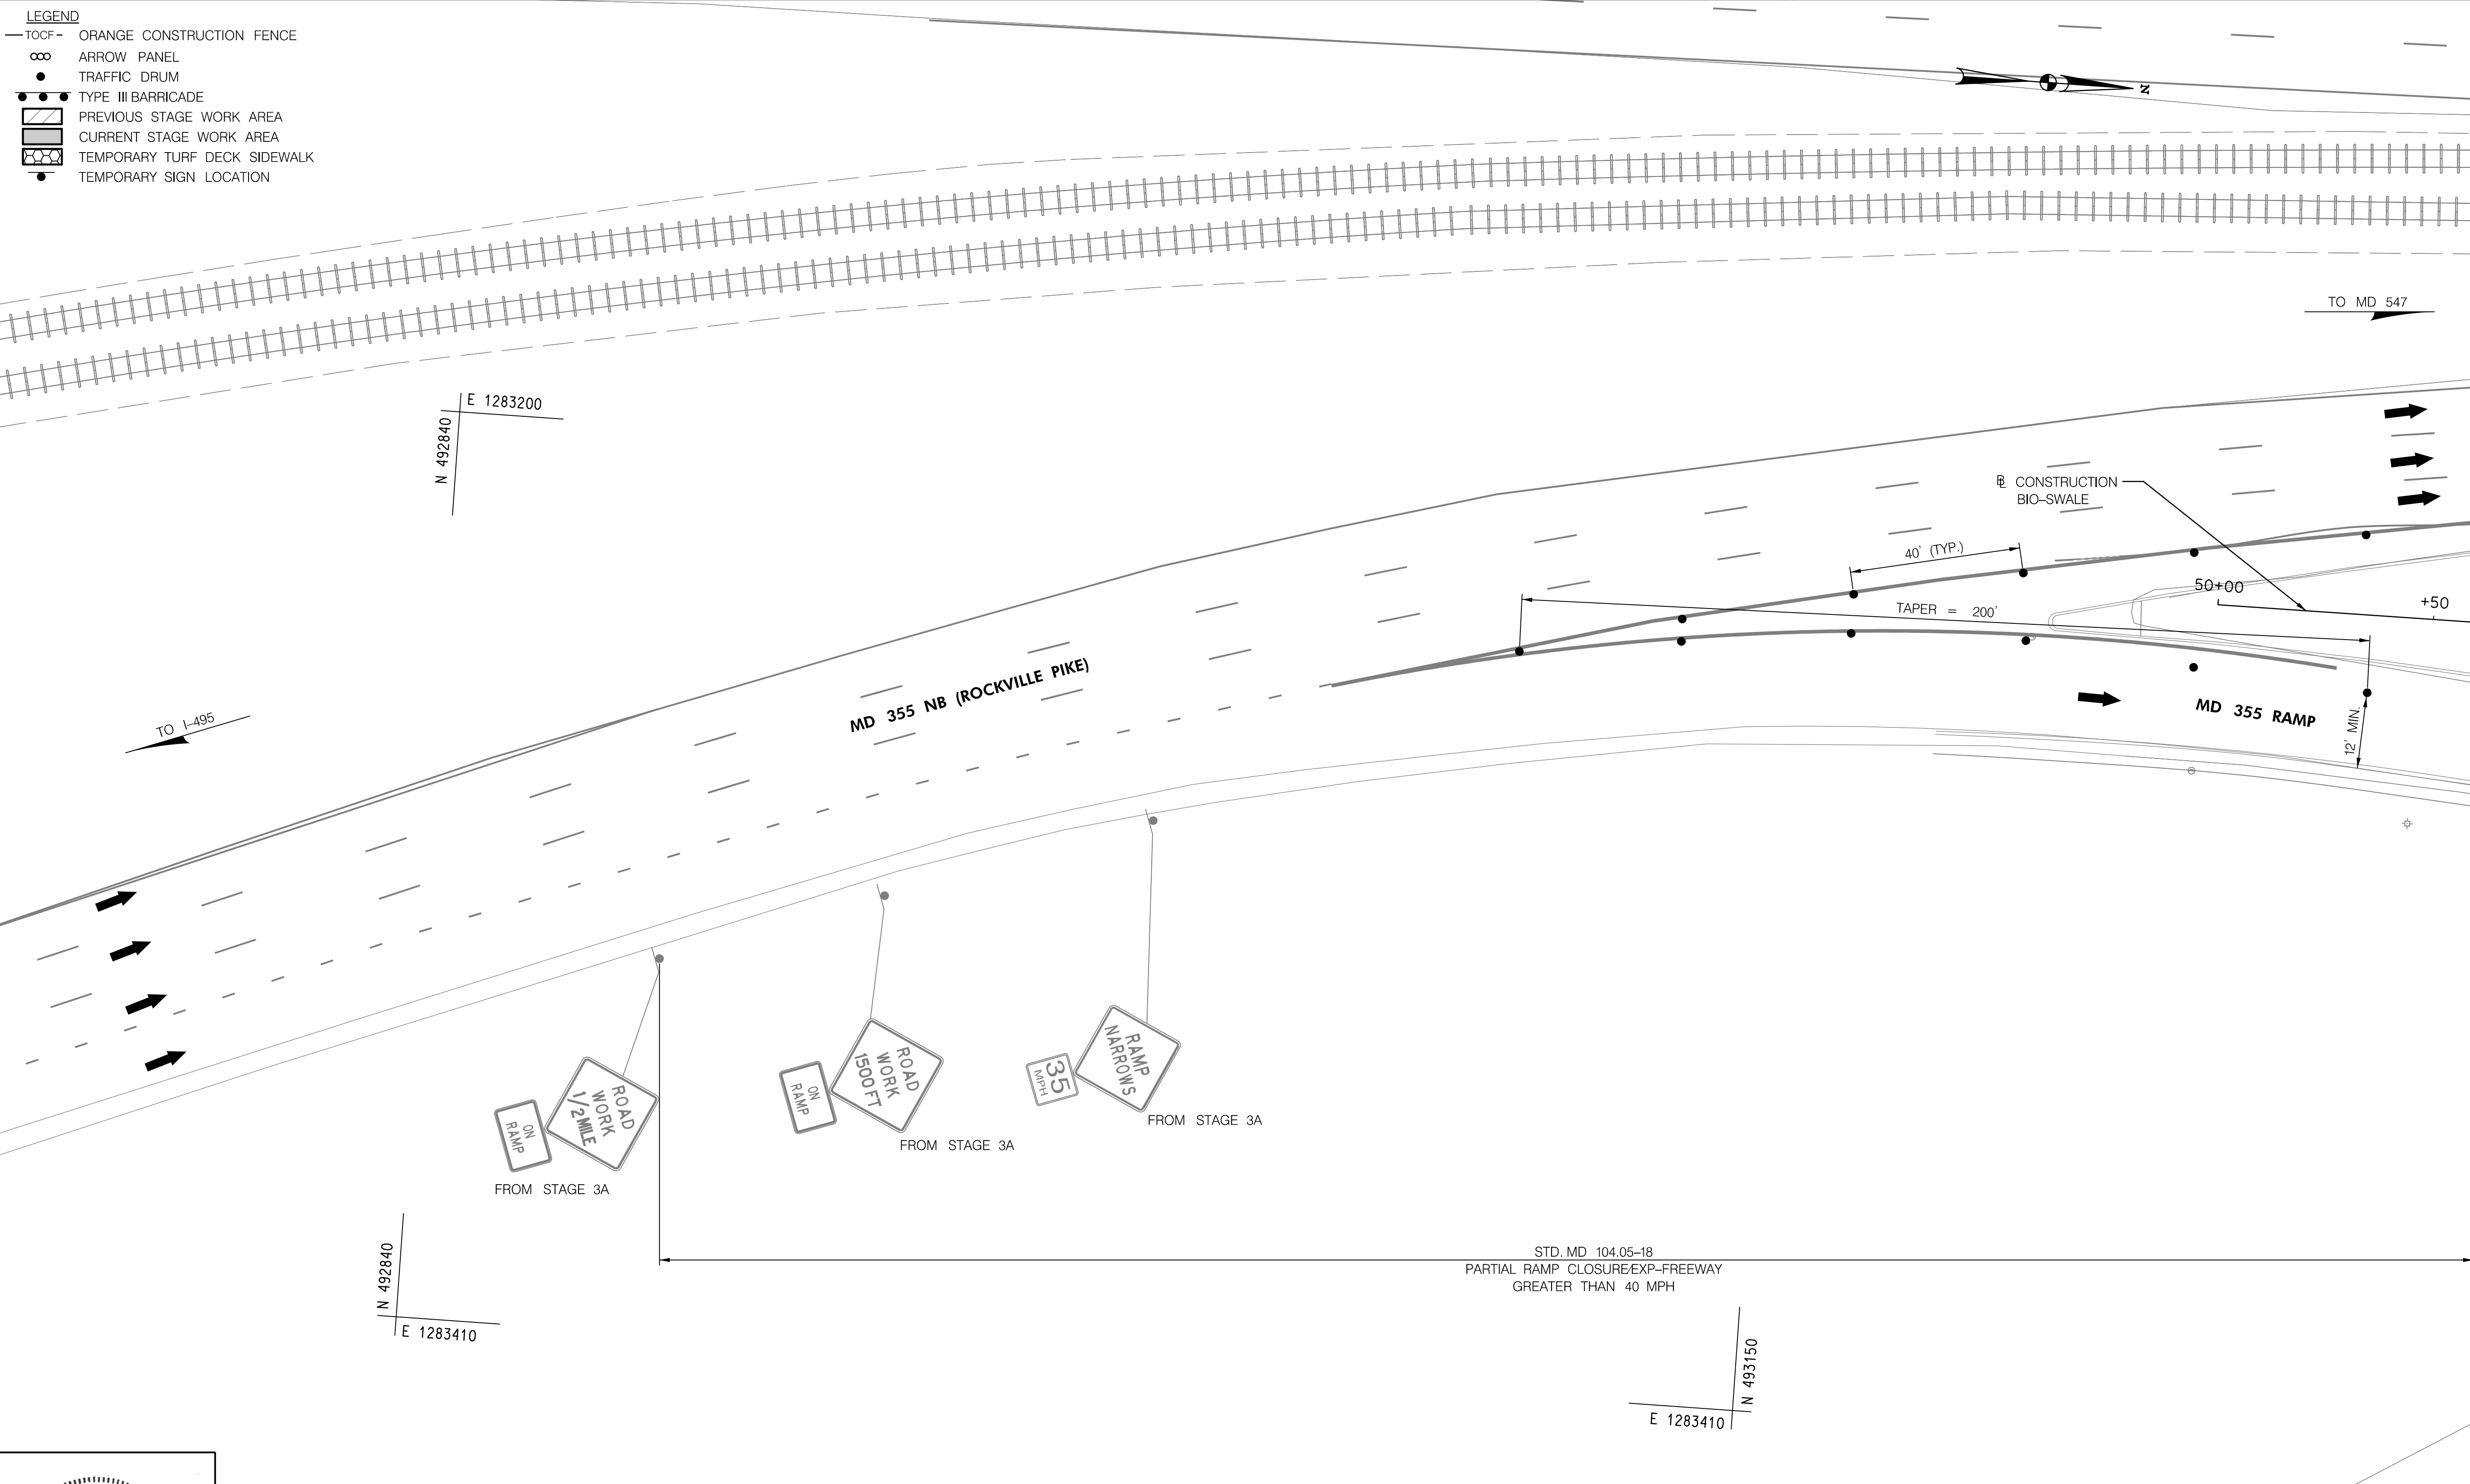 LEGEND
TOCF
ORANGE CONSTRUCTION FENCE
ARROW PANEL
TRAFFIC DRUM
TYPE III BARRICADE
PREVIOUS STAGE WORK AREA
CURRENT STAGE WORK AREA
TEMPORARY TURF DECK SIDEWALK
TEMPORARY SIGN LOCATION
N
TO MD 547
E 1283200
N 492840
BL CONSTRUCTION
BIO-SWALE
40' (TYP.)
50+00
+50
TAPER = 200'
MD 355 NB (ROCKVILLE PIKE)
TO I-495
MD 355 RAMP
12' MIN.
ROAD
WORK
1/2 MILE
ON
RAMP
FROM STAGE 3A
ROAD
WORK
1500 FT
ON
RAMP
FROM STAGE 3A
RAMP
NARROWS
35
MPH
FROM STAGE 3A
STD. MD 104.05-18
PARTIAL RAMP CLOSURE/EXP-FREEWAY
GREATER THAN 40 MPH
N 492840
E 1283410
N 493150
E 1283410